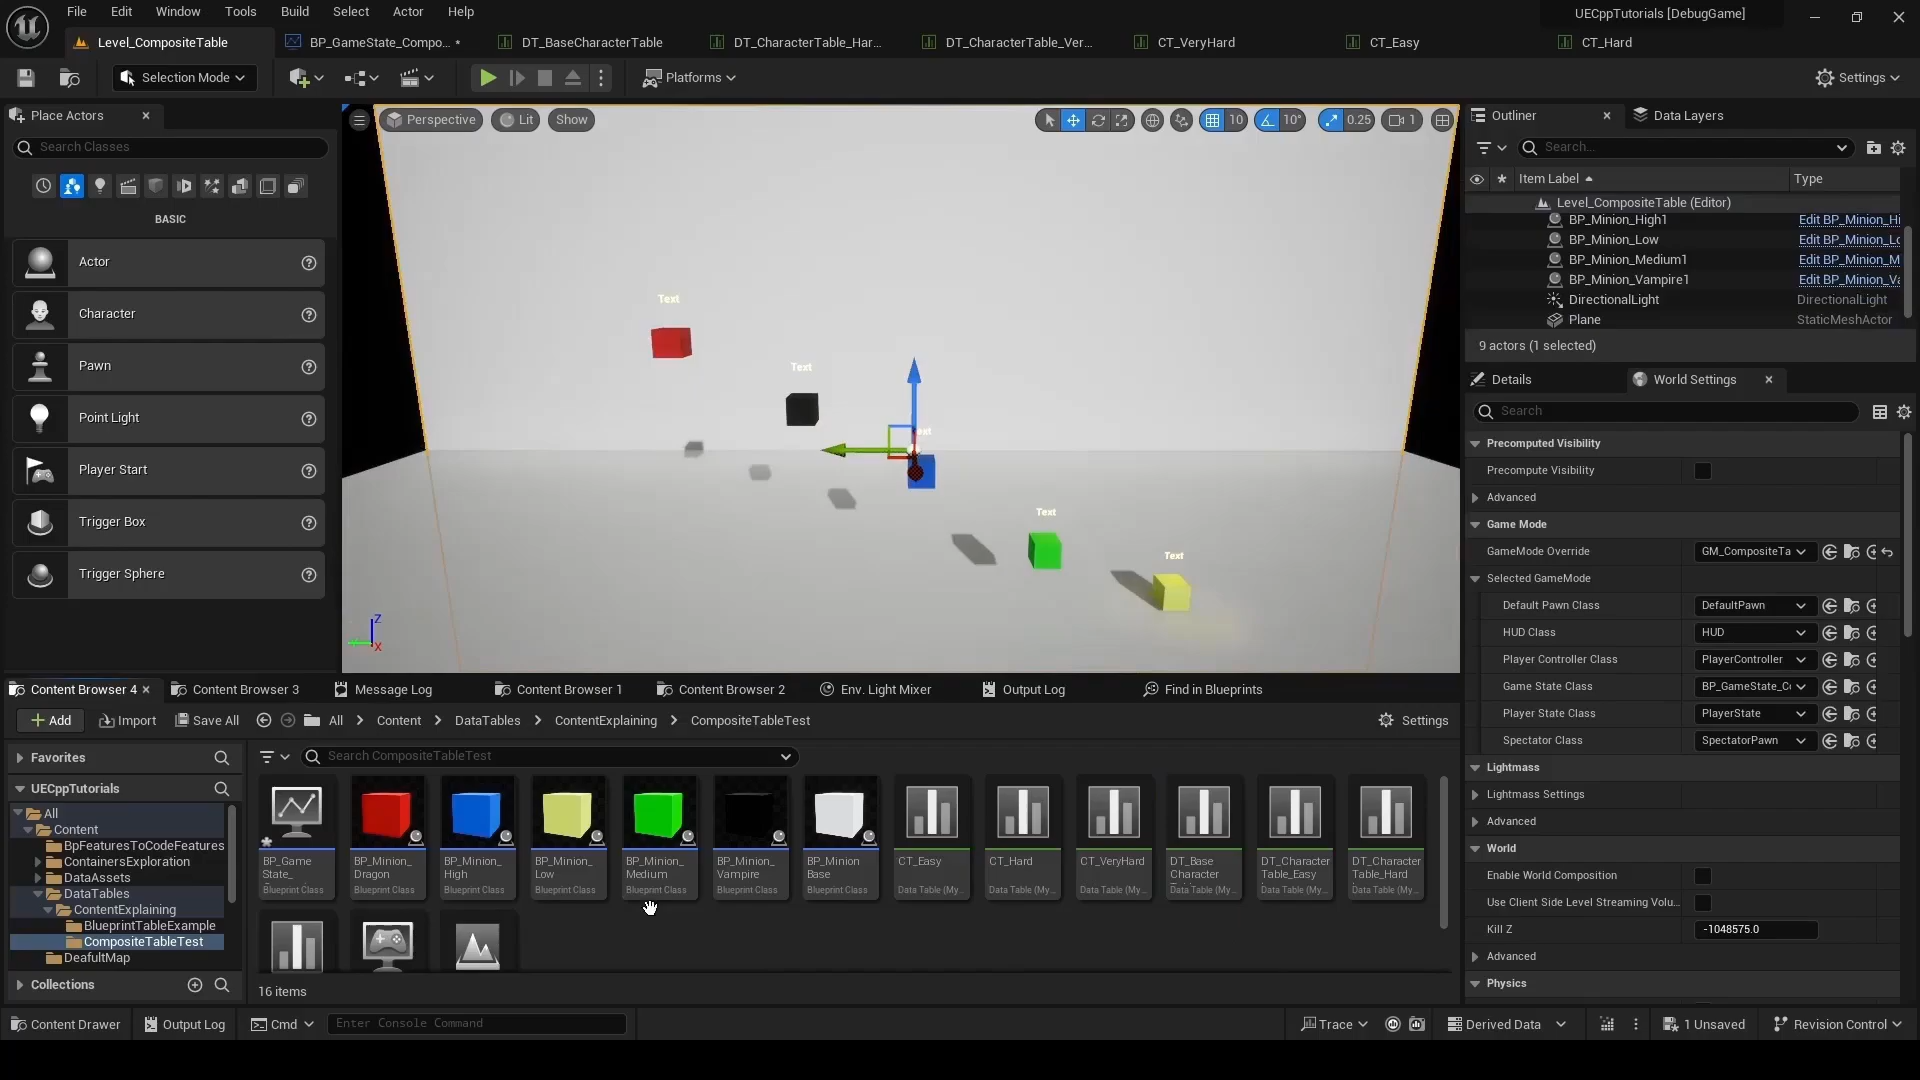 File Edit Window Tools Build Select Actor Help
UECppTutorials [DebugGame]
Level_CompositeTable
BP_GameState_Compo... *
DT_BaseCharacterTable
DT_CharacterTable_Har...
DT_CharacterTable_Ver...
CT_VeryHard
CT_Easy
CT_Hard
Selection Mode
Platforms
Settings
Place Actors
Search Classes
BASIC
Actor
Character
Pawn
Point Light
Player Start
Trigger Box
Trigger Sphere
Perspective
Lit
Show
10
10°
0.25
1
Text
Text
ext
Text
Text
Z
X
Outliner
Data Layers
Search...
Item Label
Type
Level_CompositeTable (Editor)
BP_Minion_High1 Edit BP_Minion_Hi
BP_Minion_Low Edit BP_Minion_Lo
BP_Minion_Medium1 Edit BP_Minion_M
BP_Minion_Vampire1 Edit BP_Minion_Va
DirectionalLight DirectionalLight
Plane StaticMeshActor
9 actors (1 selected)
Details
World Settings
Search
Precomputed Visibility
Precompute Visibility
Advanced
Game Mode
GameMode Override GM_CompositeTa
Selected GameMode
Default Pawn Class DefaultPawn
HUD Class HUD
Player Controller Class PlayerController
Game State Class BP_GameState_Co
Player State Class PlayerState
Spectator Class SpectatorPawn
Lightmass
Lightmass Settings
Advanced
World
Enable World Composition
Use Client Side Level Streaming Volu...
Kill Z -1048575.0
Advanced
Physics
Content Browser 4
Content Browser 3
Message Log
Content Browser 1
Content Browser 2
Env. Light Mixer
Output Log
Find in Blueprints
Add
Import
Save All
All
Content
DataTables
ContentExplaining
CompositeTableTest
Settings
Favorites
UECppTutorials
All
Content
BpFeaturesToCodeFeatures
ContainersExploration
DataAssets
DataTables
ContentExplaining
BlueprintTableExample
CompositeTableTest
DeafultMap
Collections
Search CompositeTableTest
BP_Game
State_
Blueprint Class
BP_Minion_
Dragon
Blueprint Class
BP_Minion_
High
Blueprint Class
BP_Minion_
Low
Blueprint Class
BP_Minion_
Medium
Blueprint Class
BP_Minion_
Vampire
Blueprint Class
BP_Minion
Base
Blueprint Class
CT_Easy
Data Table (My...
CT_Hard
Data Table (My...
CT_VeryHard
Data Table (My...
DT_Base
Character
Data Table (My...
DT_Character
Table_Easy
Data Table (My...
DT_Character
Table_Hard
Data Table (My...
16 items
Content Drawer
Output Log
Cmd
Enter Console Command
Trace
Derived Data
1 Unsaved
Revision Control